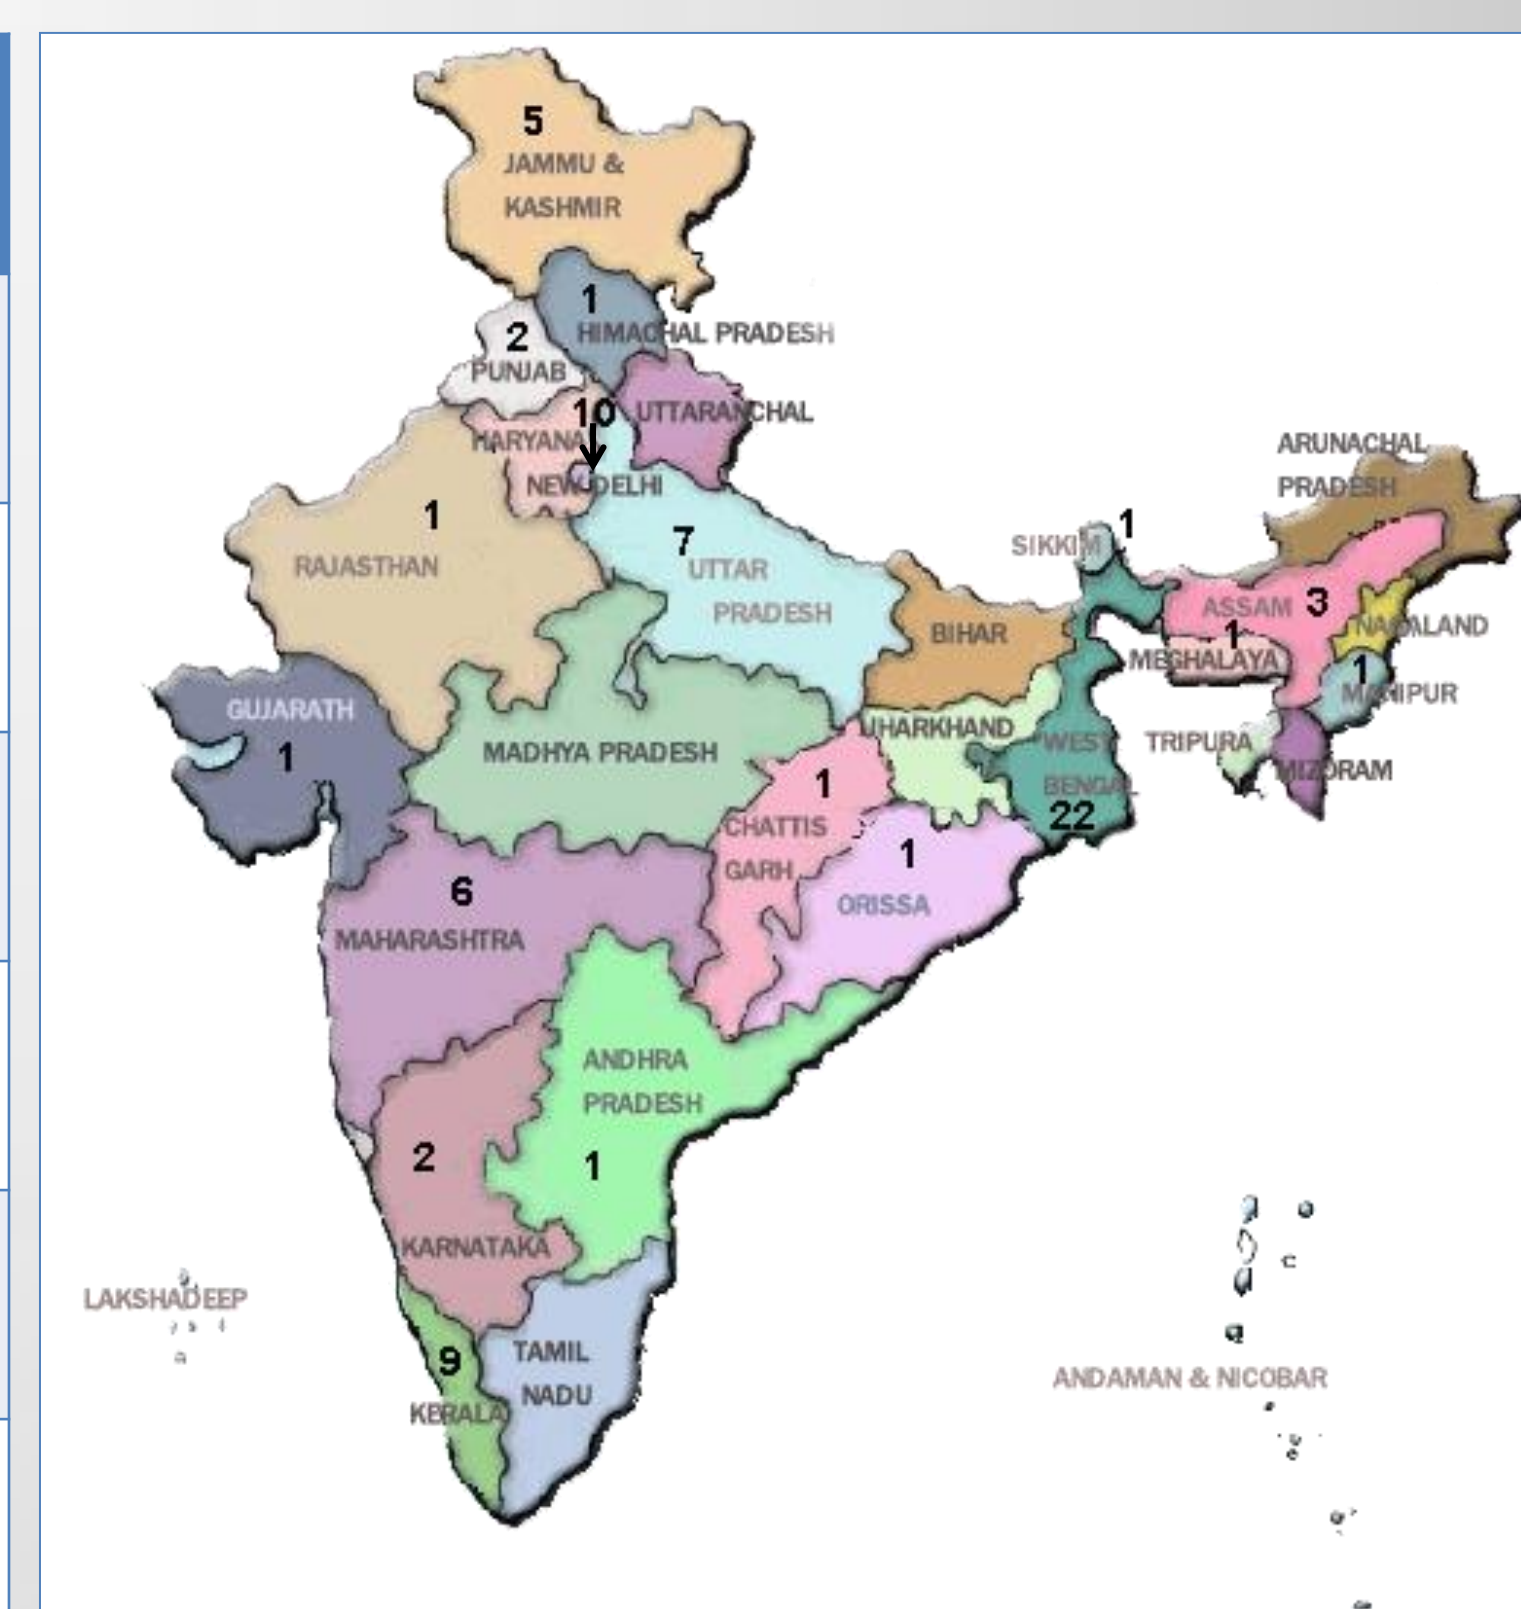 5
JAMMU &
KASHMIR
1
HIMACHAL PRADESH
2
PUNJAB
10
UTTARANCHAL
HARYANA
NEW DELHI
ARUNACHAL
PRADESH
1
RAJASTHAN
7
UTTAR
PRADESH
1
SIKKIM
BIHAR
ASSAM 3
NAGALAND
1
MEGHALAYA
1
MANIPUR
GUJARATH
1
MADHYA PRADESH
JHARKHAND
WEST
BENGAL
22
TRIPURA
MIZORAM
1
CHATTIS
GARH
1
ORISSA
6
MAHARASHTRA
ANDHRA
PRADESH
1
2
KARNATAKA
LAKSHADEEP
9
KERALA
TAMIL
NADU
ANDAMAN & NICOBAR